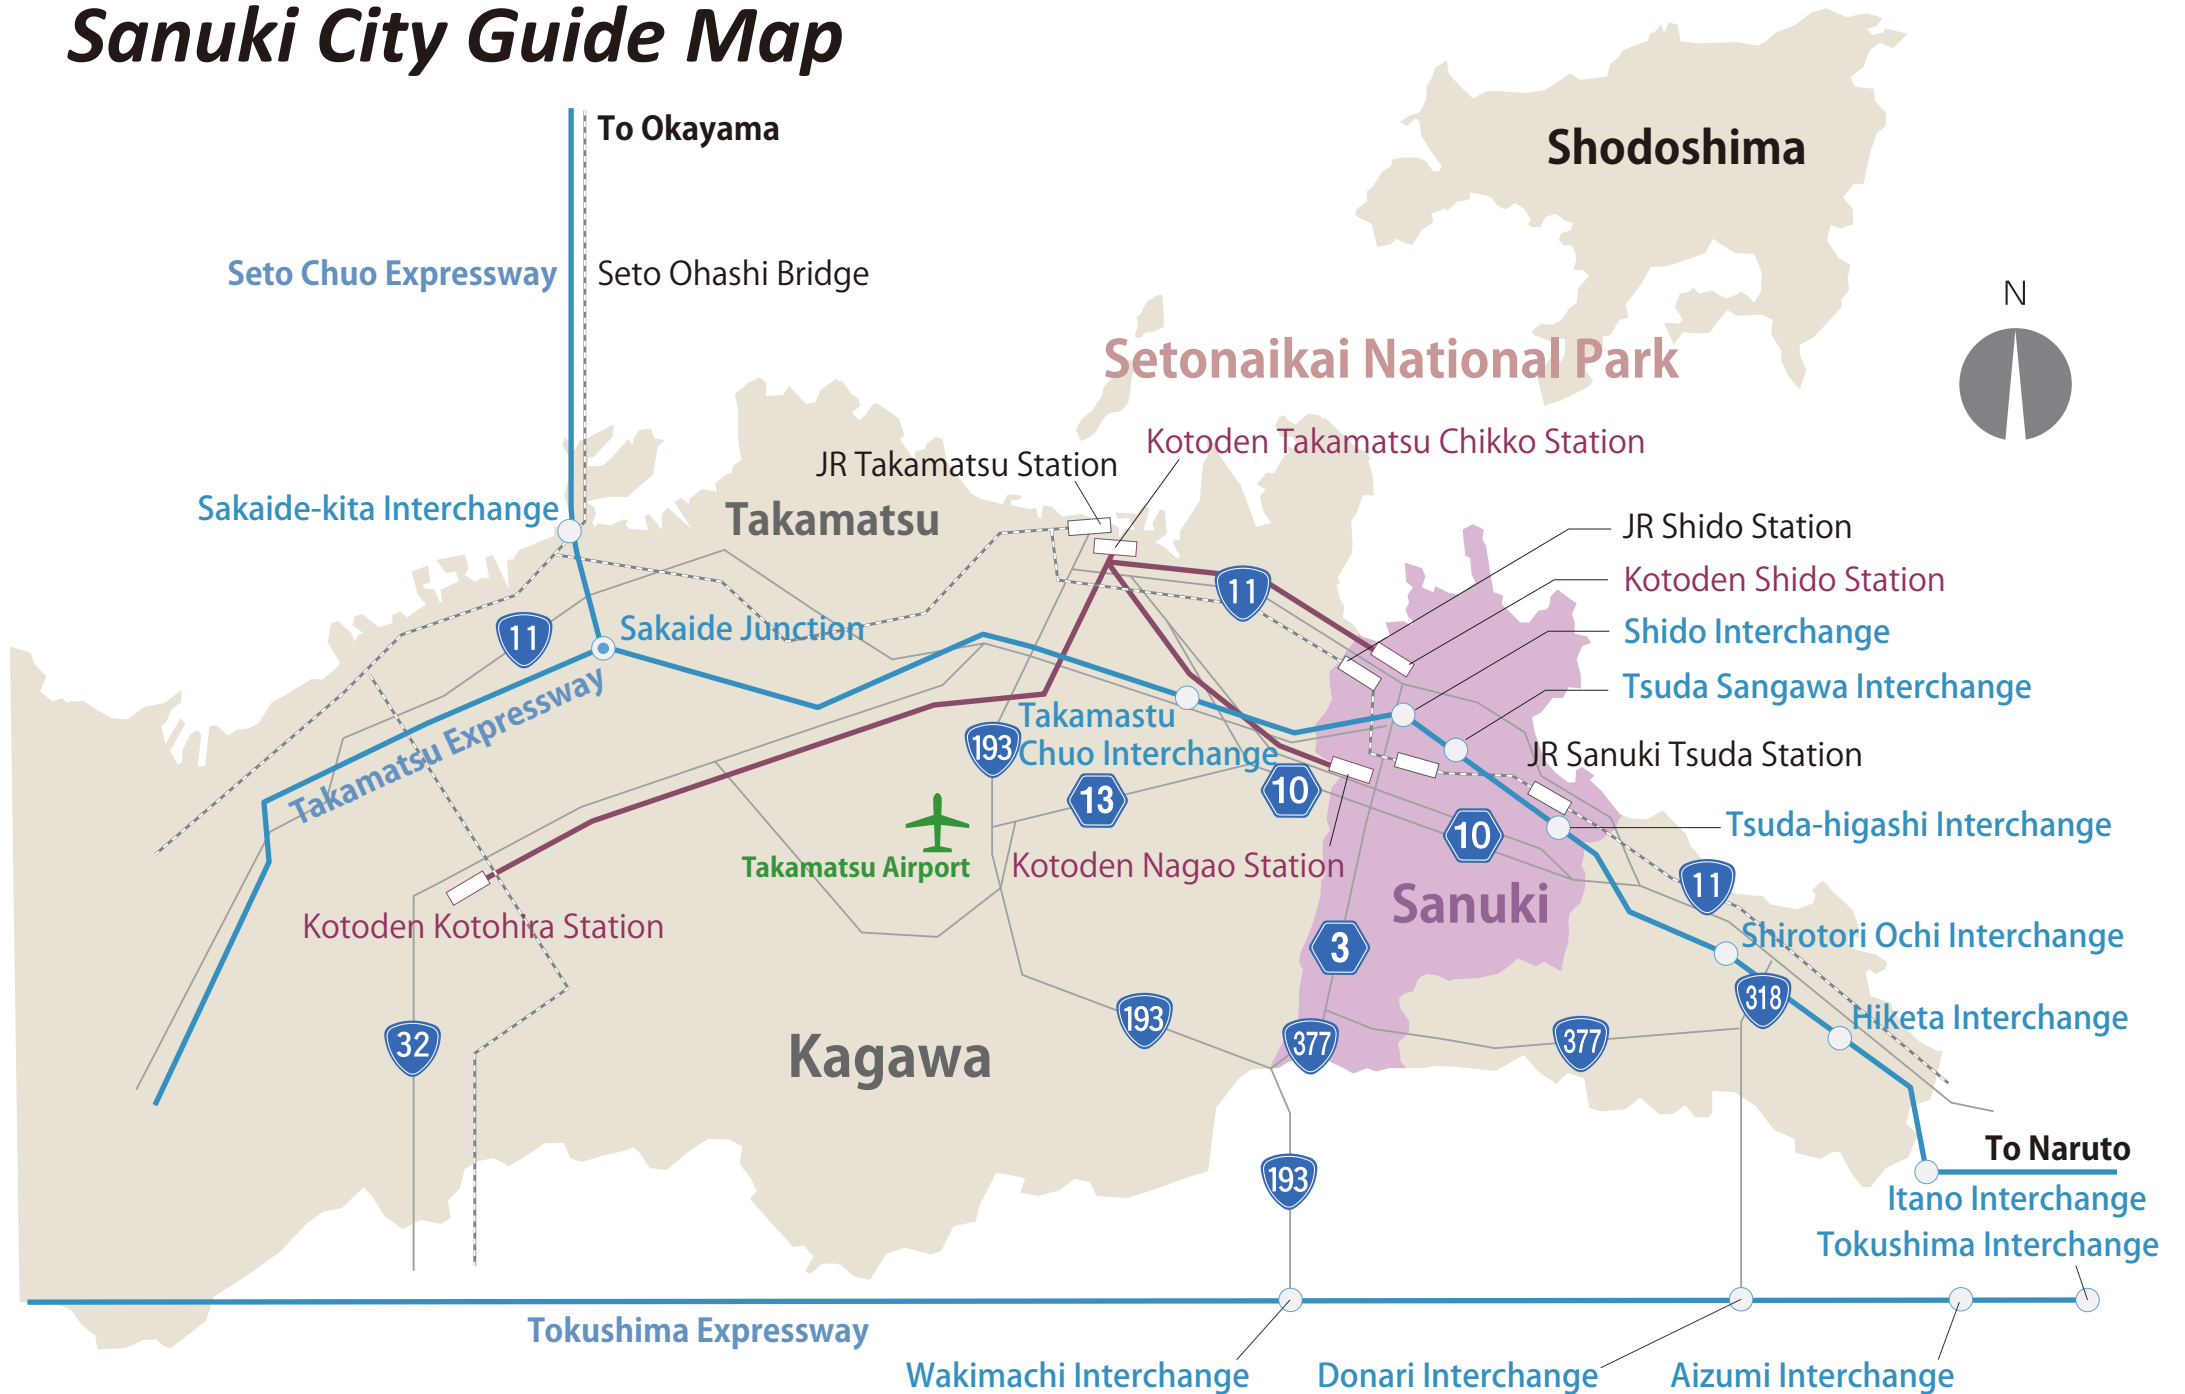 Sanuki City Guide Map
To Okayama
Shodoshima
Seto Chuo Expressway
Seto Ohashi Bridge
N
Setonaikai National Park
Kotoden Takamatsu Chikko Station
JR Takamatsu Station
Sakaide-kita Interchange
Takamatsu
JR Shido Station
Kotoden Shido Station
11
11
Sakaide Junction
Shido Interchange
Tsuda Sangawa Interchange
Takamatsu Expressway
193
Takamastu
Chuo Interchange
JR Sanuki Tsuda Station
13
10
10
Tsuda-higashi Interchange
Takamatsu Airport
Kotoden Nagao Station
11
Sanuki
Kotoden Kotohira Station
3
Shirotori Ochi Interchange
318
Hiketa Interchange
193
32
377
377
Kagawa
To Naruto
193
Itano Interchange
Tokushima Interchange
Tokushima Expressway
Wakimachi Interchange
Donari Interchange
Aizumi Interchange